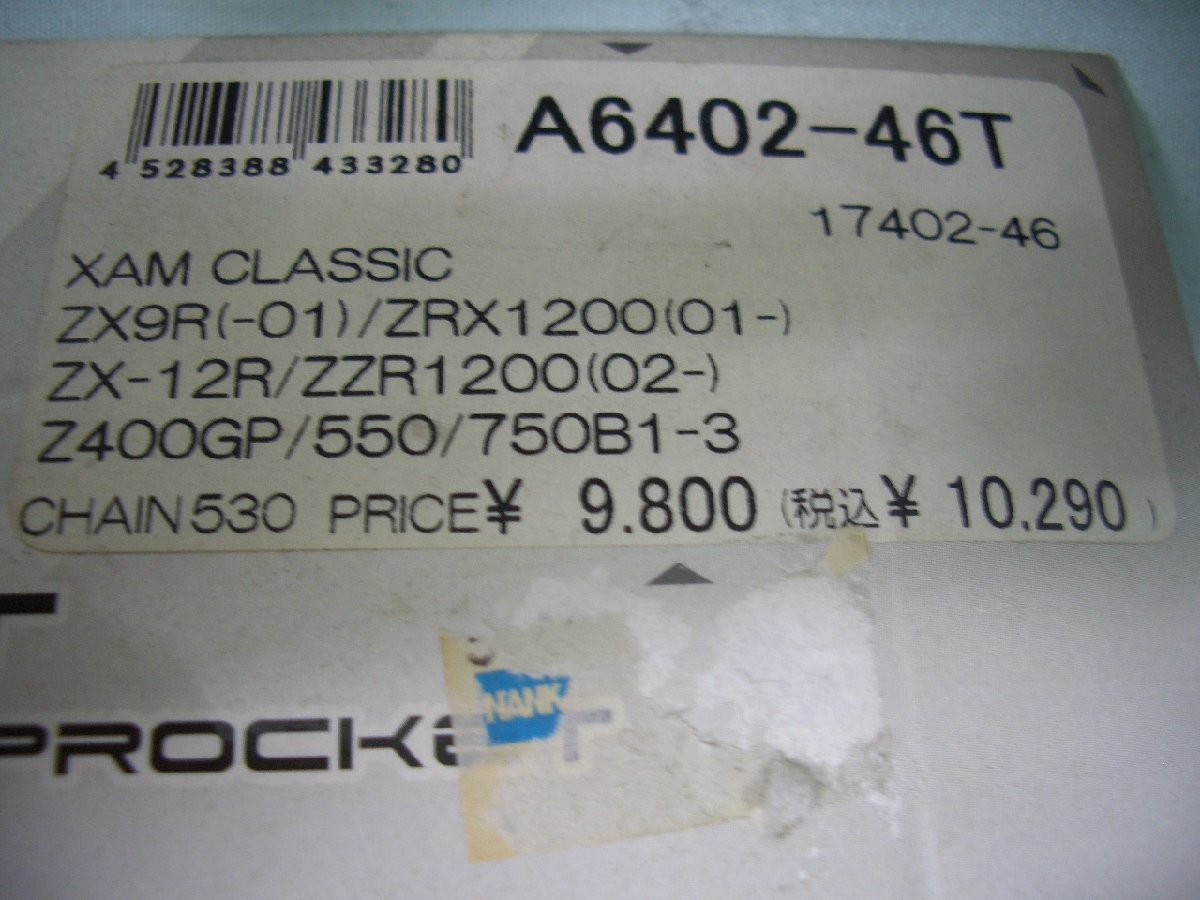 A6402-46T
4 528388 433280
17402-46
XAM CLASSIC
ZX9R(-01)/ZRX1200(01-)
ZX-12R/ZZR1200(02-)
Z400GP/550/750B1-3
CHAIN530 PRICE¥ 9.800 (税込¥ 10.290 )
T
NANK
PROCKET